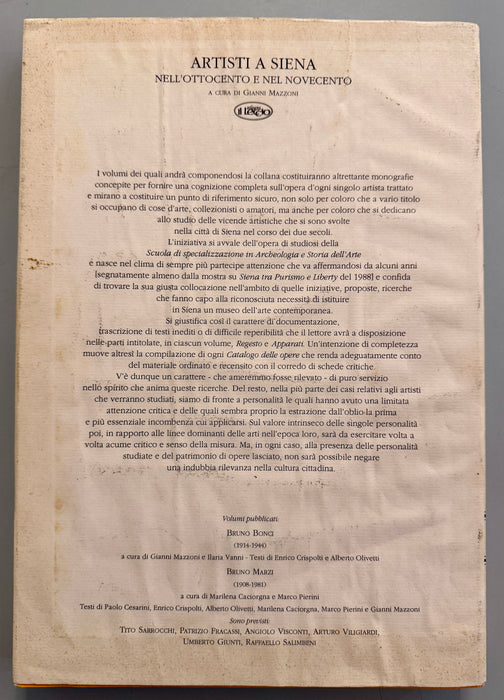 ARTISTI A SIENA
NELL'OTTOCENTO E NEL NOVECENTO
A CURA DI GIANNI MAZZONI
il leccio
I volumi dei quali andrà componendosi la collana costituiranno altrettante monografie
concepite per fornire una cognizione completa sull'opera d'ogni singolo artista trattato
e mirano a costituire un punto di riferimento sicuro, non solo per coloro che a vario titolo
si occupano di cose d'arte, collezionisti o amatori, ma anche per coloro che si dedicano
allo studio delle vicende artistiche che si sono svolte
nella città di Siena nel corso dei due secoli.
L'iniziativa si avvale dell'opera di studiosi della
Scuola di specializzazione in Archeologia e Storia dell'Arte
e nasce nel clima di sempre più partecipe attenzione che va affermandosi da alcuni anni
[segnatamente almeno dalla mostra su Siena tra Purismo e Liberty del 1988] e confida
di trovare la sua giusta collocazione nell'ambito di quelle iniziative, proposte, ricerche
che fanno capo alla riconosciuta necessità di istituire
in Siena un museo dell'arte contemporanea.
Si giustifica così il carattere di documentazione,
trascrizione di testi inediti o di difficile reperibilità che il lettore avrà a disposizione
nelle parti intitolate, in ciascun volume, Regesto e Apparati. Un'intenzione di completezza
muove altresì la compilazione di ogni Catalogo delle opere che renda adeguatamente conto
del materiale ordinato e recensito con il corredo di schede critiche.
V'è dunque un carattere - che ameremmo fosse rilevato - di puro servizio
nello spirito che anima queste ricerche. Del resto, nella più parte dei casi relativi agli artisti
che verranno studiati, siamo di fronte a personalità le quali hanno avuto una limitata
attenzione critica e delle quali sembra proprio la estrazione dall'oblio la prima
e più essenziale incombenza cui applicarsi. Sul valore intrinseco delle singole personalità
poi, in rapporto alle linee dominanti delle arti nell'epoca loro, sarà da esercitare volta a
volta acume critico e senso della misura. Ma, in ogni caso, alla presenza delle personalità
studiate e del patrimonio di opere lasciato, non sarà possibile negare
una indubbia rilevanza nella cultura cittadina.
Volumi pubblicati
BRUNO BONCI
(1914-1944)
a cura di Gianni Mazzoni e Ilaria Vanni - Testi di Enrico Crispolti e Alberto Olivetti
BRUNO MARZI
(1908-1981)
a cura di Marilena Caciorgna e Marco Pierini
Testi di Paolo Cesarini, Enrico Crispolti, Alberto Olivetti, Marilena Caciorgna, Marco Pierini e Gianni Mazzoni
Sono previsti
TITO SARROCCHI, PATRIZIO FRACASSI, ANGIOLO VISCONTI, ARTURO VILIGIARDI,
UMBERTO GIUNTI, RAFFAELLO SALIMBENI